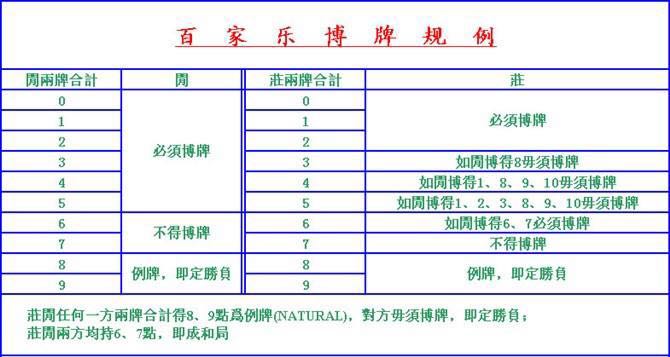 百家乐博牌规例
閒兩牌合計 閒 莊兩牌合計 莊
0 0
1 必須博牌 1 必須博牌
2 2
3 3 如閒博得8毋須博牌
4 4 如閒博得1、8、9、10毋須博牌
5 5 如閒博得1、2、3、8、9、10毋須博牌
6 不得博牌 6 如閒博得6、7必須博牌
7 7 不得博牌
8 例牌，即定勝負 8 例牌，即定勝負
9 9
莊閒任何一方兩牌合計得8、9點爲例牌(NATURAL)，對方毋須博牌，即定勝負；
莊閒兩方均持6、7點，即成和局